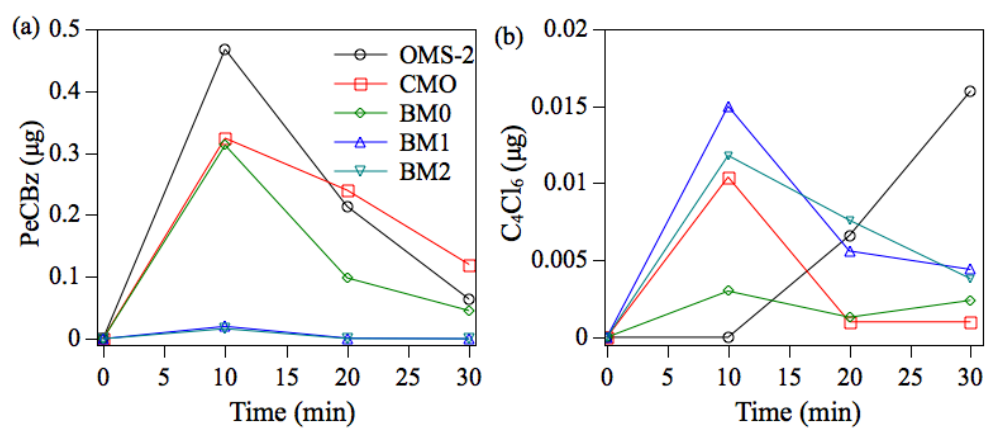 (a)
0.5
0.4
0.3
0.2
0.1
0
PeCBz (μg)
OMS-2
CMO
BM0
BM1
BM2
0 5 10 15 20 25 30
Time (min)
(b)
0.02
0.015
0.01
0.005
0
C₄Cl₆ (μg)
0 5 10 15 20 25 30
Time (min)